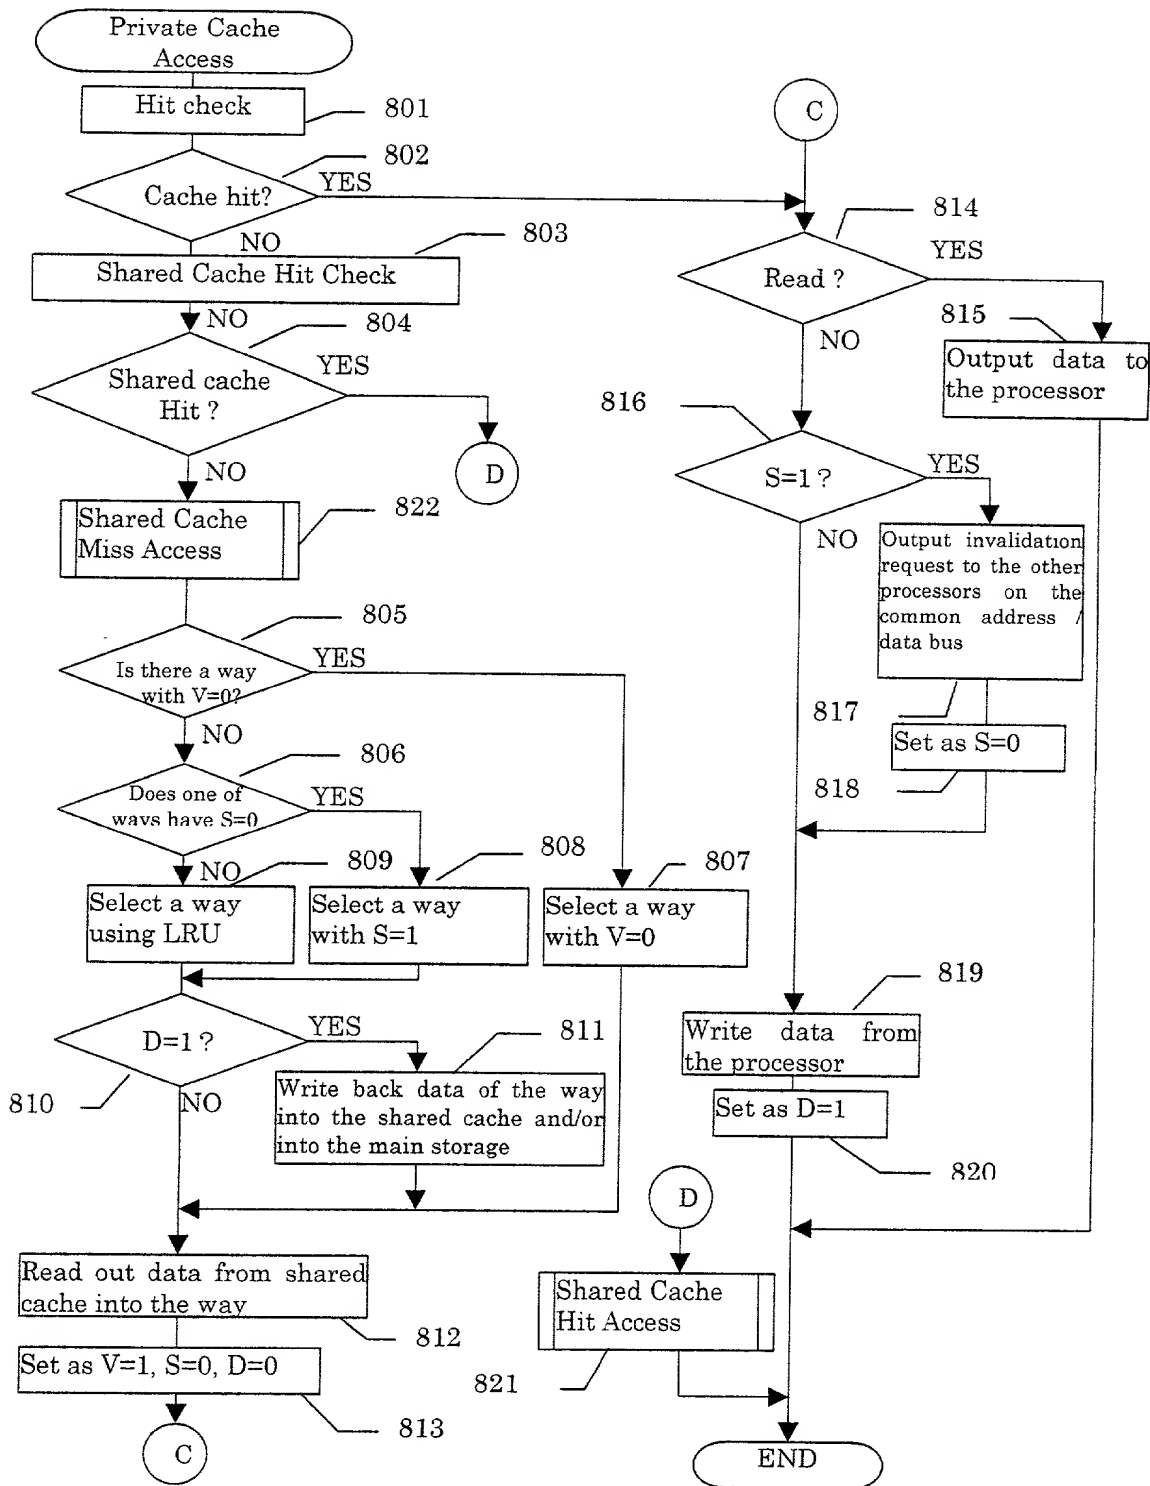 Private Cache
Access
Hit check
801
802
Cache hit?
YES
NO
803
Shared Cache Hit Check
NO
804
Shared cache
Hit ?
YES
D
NO
Shared Cache
Miss Access
822
805
Is there a way
with V=0?
YES
NO
806
Does one of
ways have S=0
YES
NO
809
Select a way
using LRU
808
Select a way
with S=1
807
Select a way
with V=0
D=1 ?
YES
810
NO
811
Write back data of the way
into the shared cache and/or
into the main storage
Read out data from shared
cache into the way
812
Set as V=1, S=0, D=0
813
C
C
814
Read ?
YES
NO
815
Output data to
the processor
816
S=1 ?
YES
NO
Output invalidation
request to the other
processors on the
common address /
data bus
817
Set as S=0
818
819
Write data from
the processor
Set as D=1
820
D
Shared Cache
Hit Access
821
END